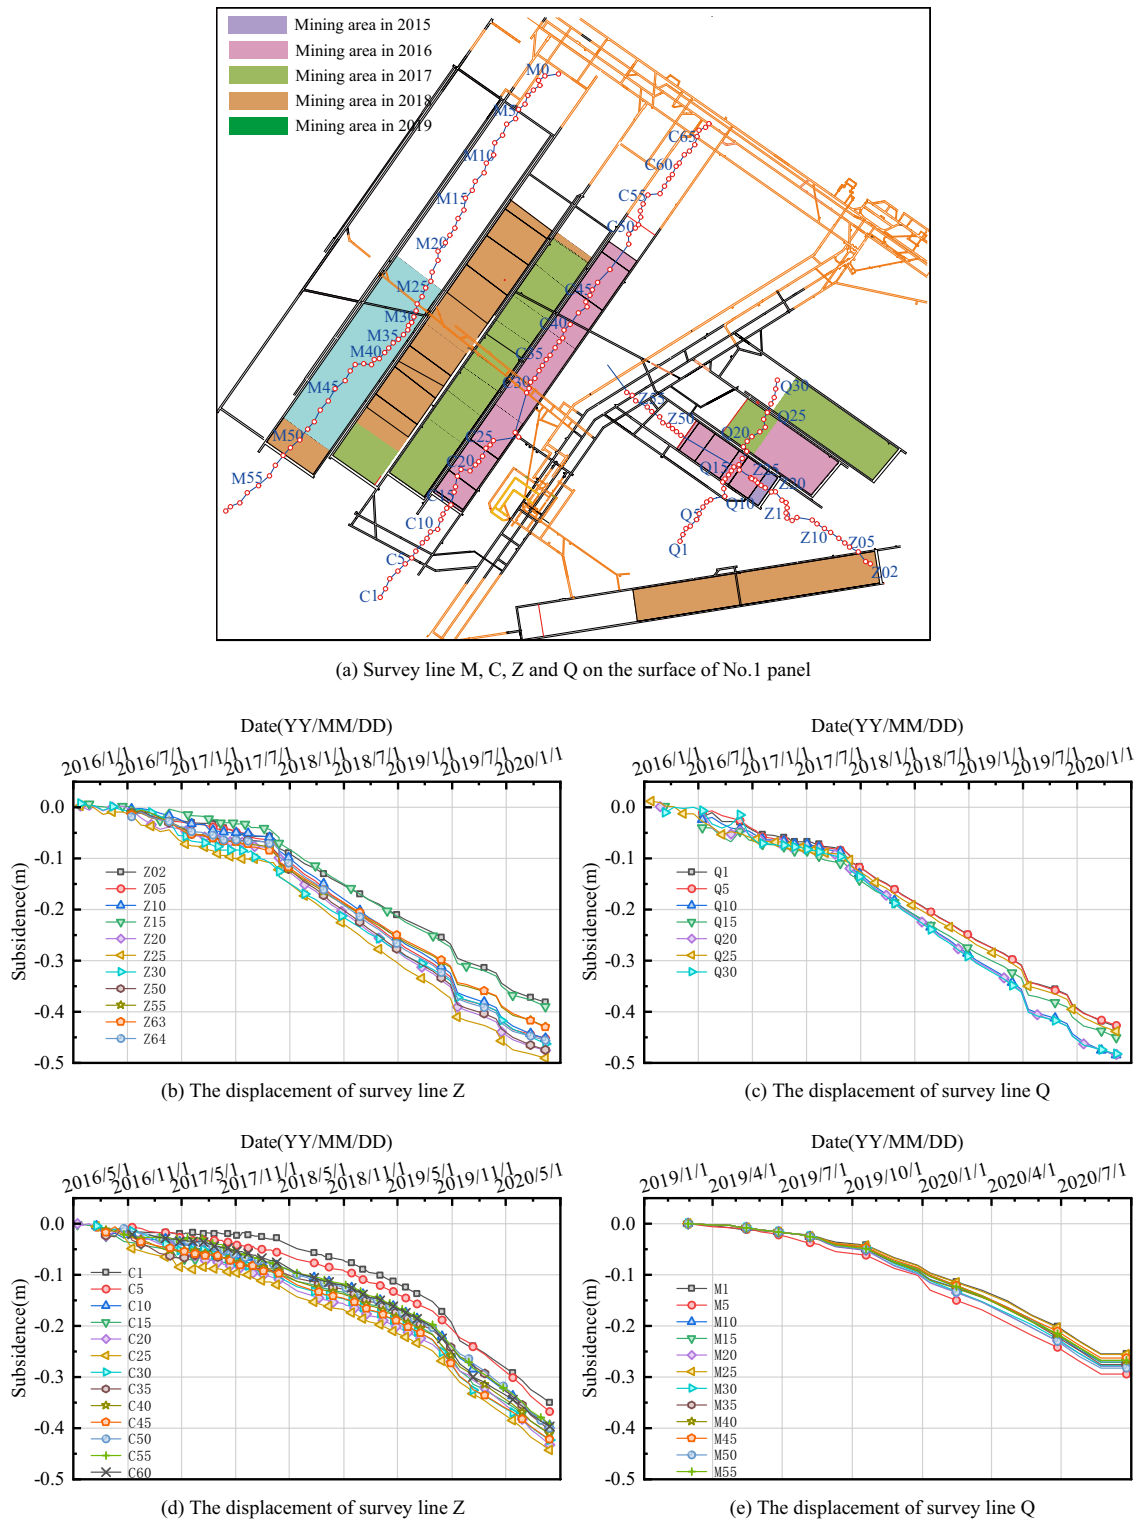 Mining area in 2015
Mining area in 2016
Mining area in 2017
Mining area in 2018
Mining area in 2019
M0
M5
M10
M15
M20
M25
M30
M35
M40
M45
M50
M55
C65
C60
C55
C50
C45
C40
C35
C30
C25
C20
C15
C10
C5
C1
Z55
Z50
Q30
Q25
Q20
Q15
Z25
Z20
Q10
Q5
Q1
Z1
Z10
Z05
Z02
(a) Survey line M, C, Z and Q on the surface of No.1 panel
Date(YY/MM/DD)
2016/1/1 2016/7/1 2017/1/1 2017/7/1 2018/1/1 2018/7/1 2019/1/1 2019/7/1 2020/1/1
Subsidence(m)
0.0
-0.1
-0.2
-0.3
-0.4
-0.5
Z02
Z05
Z10
Z15
Z20
Z25
Z30
Z50
Z55
Z63
Z64
(b) The displacement of survey line Z
Date(YY/MM/DD)
2016/1/1 2016/7/1 2017/1/1 2017/7/1 2018/1/1 2018/7/1 2019/1/1 2019/7/1 2020/1/1
Subsidence(m)
0.0
-0.1
-0.2
-0.3
-0.4
-0.5
Q1
Q5
Q10
Q15
Q20
Q25
Q30
(c) The displacement of survey line Q
Date(YY/MM/DD)
2016/5/1 2016/11/1 2017/5/1 2017/11/1 2018/5/1 2018/11/1 2019/5/1 2019/11/1 2020/5/1
Subsidence(m)
0.0
-0.1
-0.2
-0.3
-0.4
-0.5
C1
C5
C10
C15
C20
C25
C30
C35
C40
C45
C50
C55
C60
(d) The displacement of survey line Z
Date(YY/MM/DD)
2019/1/1 2019/4/1 2019/7/1 2019/10/1 2020/1/1 2020/4/1 2020/7/1
Subsidence(m)
0.0
-0.1
-0.2
-0.3
-0.4
-0.5
M1
M5
M10
M15
M20
M25
M30
M35
M40
M45
M50
M55
(e) The displacement of survey line Q